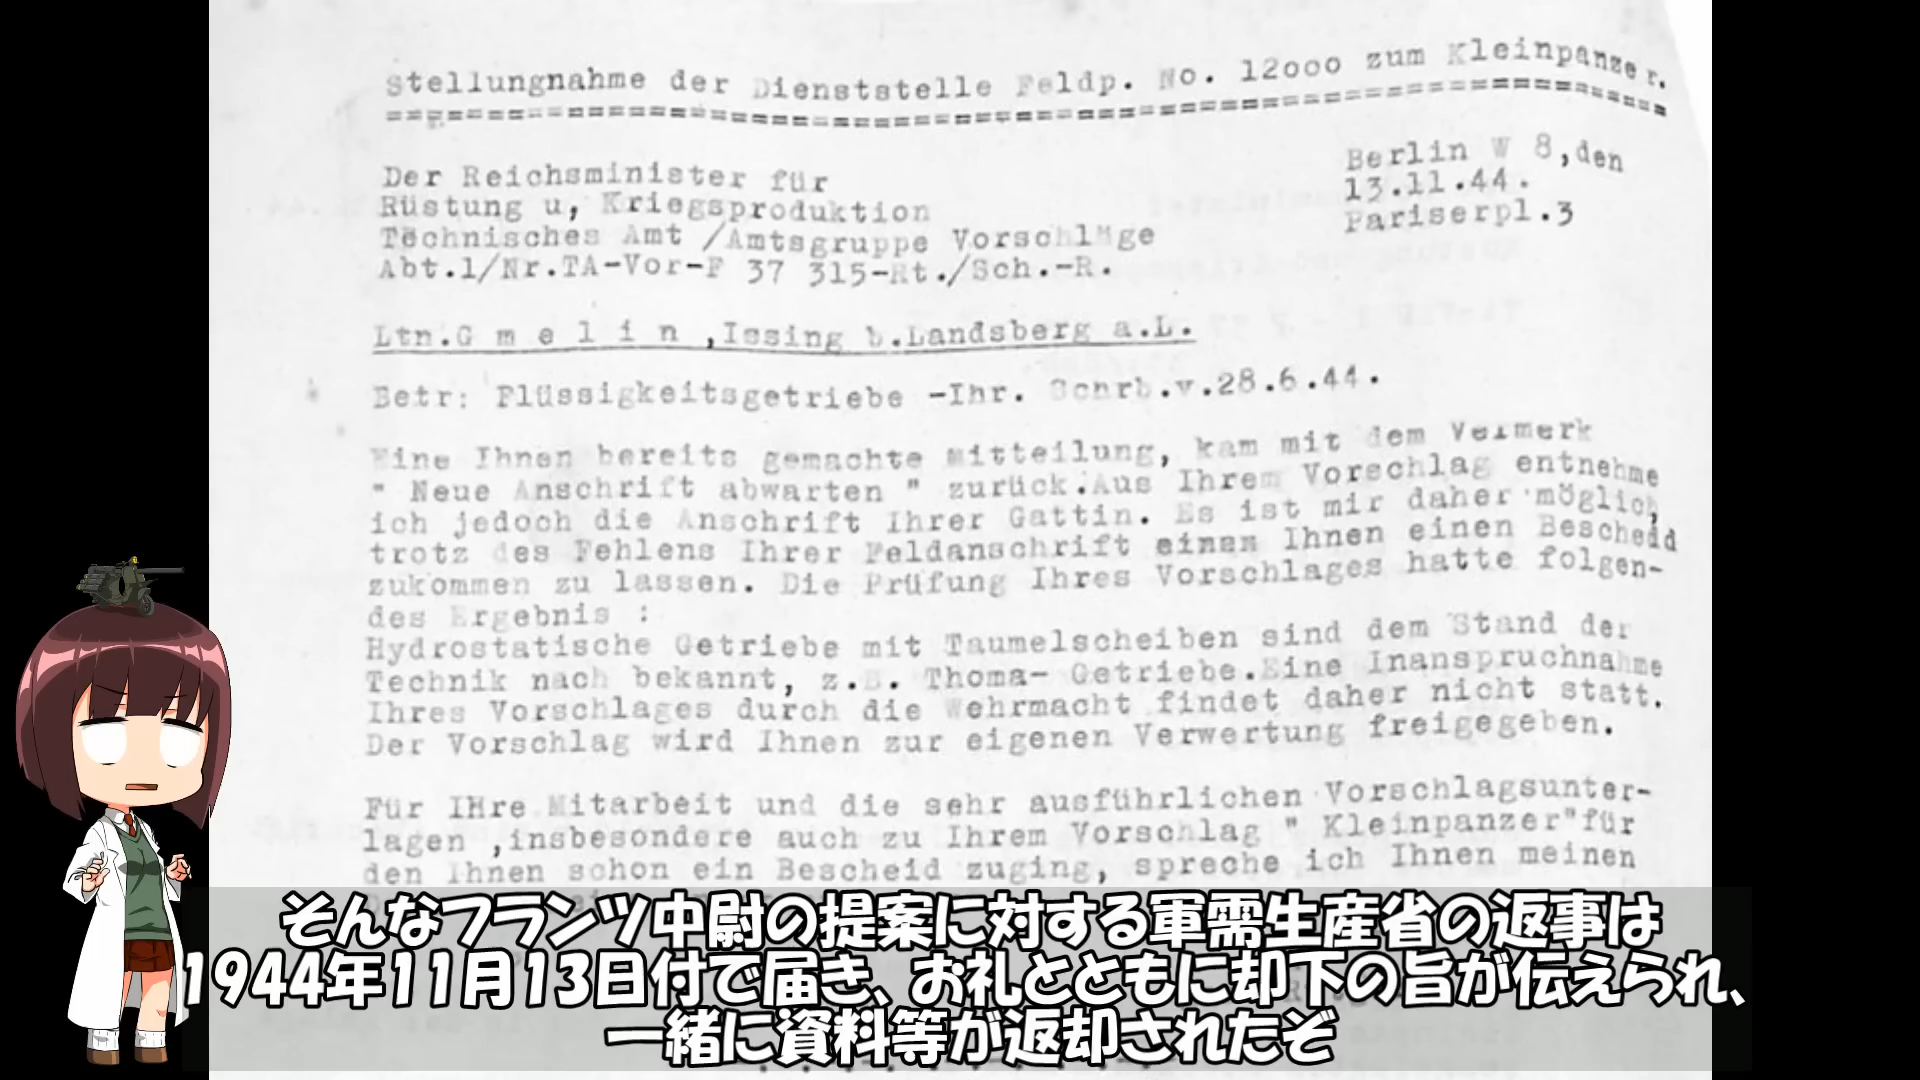 Stellungnahme der Dienststelle Feldp. No. 12000 zum Kleinpanzer.
Berlin W 8,den
13.11.44.
Pariserpl.3
Der Reichsminister für
Rüstung u, Kriegsproduktion
Technisches Amt /Amtsgruppe Vorschläge
Abt.1/Nr.TA-Vor-F 37 315-Rt./Sch.-R.
Ltn.G m e l i n ,Issing b.Landsberg a.L.
Betr: Flüssigkeitsgetriebe -Ihr. Schrb.v.28.6.44.
Eine Ihnen bereits gemachte Mitteilung, kam mit dem Vermerk
" Neue Anschrift abwarten " zurück.Aus Ihrem Vorschlag entnehme
ich jedoch die Anschrift Ihrer Gattin. Es ist mir daher möglich,
trotz des Fehlens Ihrer Feldanschrift einen Ihnen einen Bescheid
zukommen zu lassen. Die Prüfung Ihres Vorschlages hatte folgen-
des Ergebnis :
Hydrostatische Getriebe mit Taumelscheiben sind dem Stand der
Technik nach bekannt, z.B. Thoma- Getriebe.Eine Inanspruchnahme
Ihres Vorschlages durch die Wehrmacht findet daher nicht statt.
Der Vorschlag wird Ihnen zur eigenen Verwertung freigegeben.
Für IHre Mitarbeit und die sehr ausführlichen Vorschlagsunter-
lagen ,insbesondere auch zu Ihrem Vorschlag " Kleinpanzer"für
den Ihnen schon ein Bescheid zuging, spreche ich Ihnen meinen
そんなフランツ中尉の提案に対する軍需生産省の返事は
1944年11月13日付で届き、お礼とともに却下の旨が伝えられ、
一緒に資料等が返却されたぞ